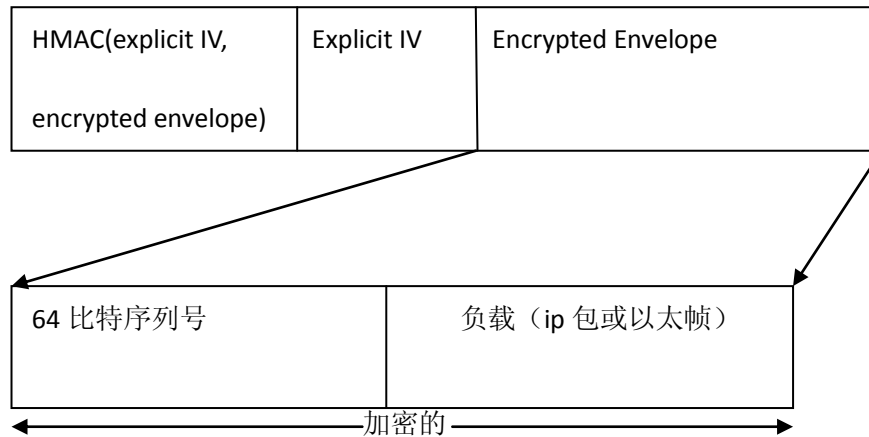 HMAC(explicit IV,
encrypted envelope)
Explicit IV
Encrypted Envelope
64 比特序列号
负载（ip 包或以太帧）
加密的